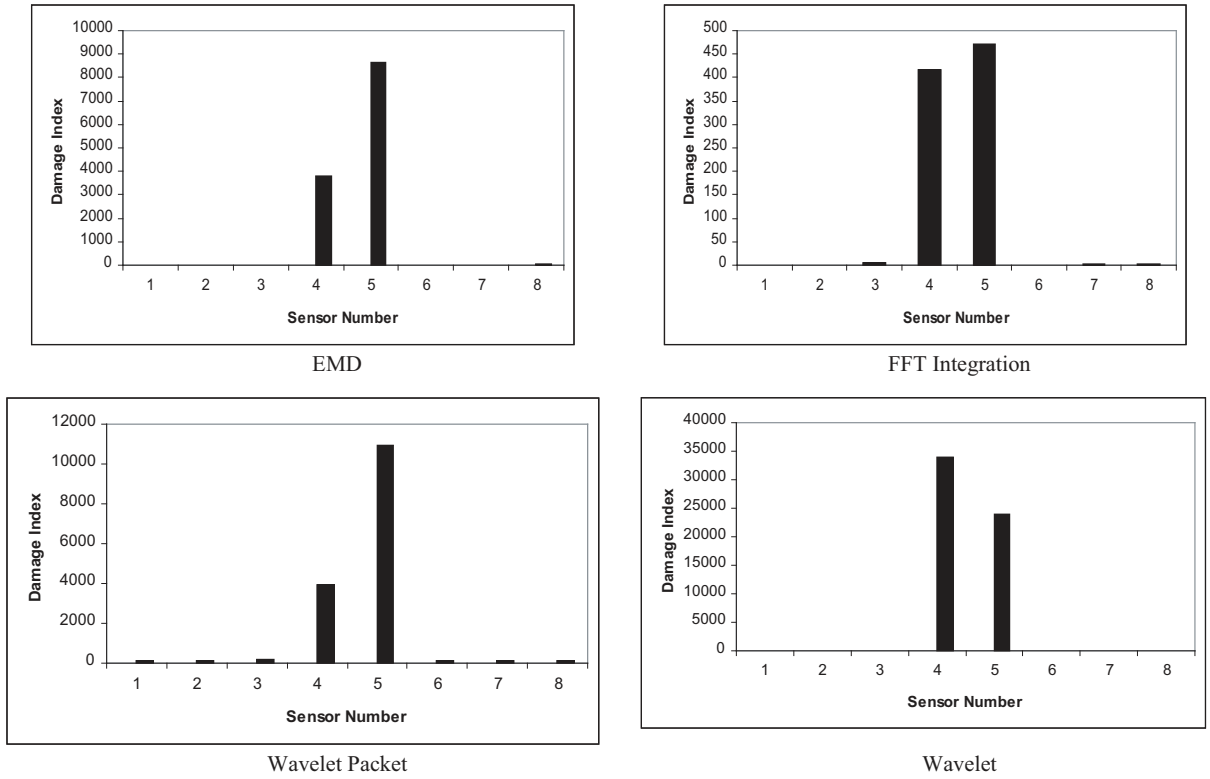 10000
9000
8000
7000
6000
5000
4000
3000
2000
1000
0
Damage Index
1 2 3 4 5 6 7 8
Sensor Number
EMD
500
450
400
350
300
250
200
150
100
50
0
Damage Index
1 2 3 4 5 6 7 8
Sensor Number
FFT Integration
12000
10000
8000
6000
4000
2000
0
Damage Index
1 2 3 4 5 6 7 8
Sensor Number
Wavelet Packet
40000
35000
30000
25000
20000
15000
10000
5000
0
Damage Index
1 2 3 4 5 6 7 8
Sensor Number
Wavelet